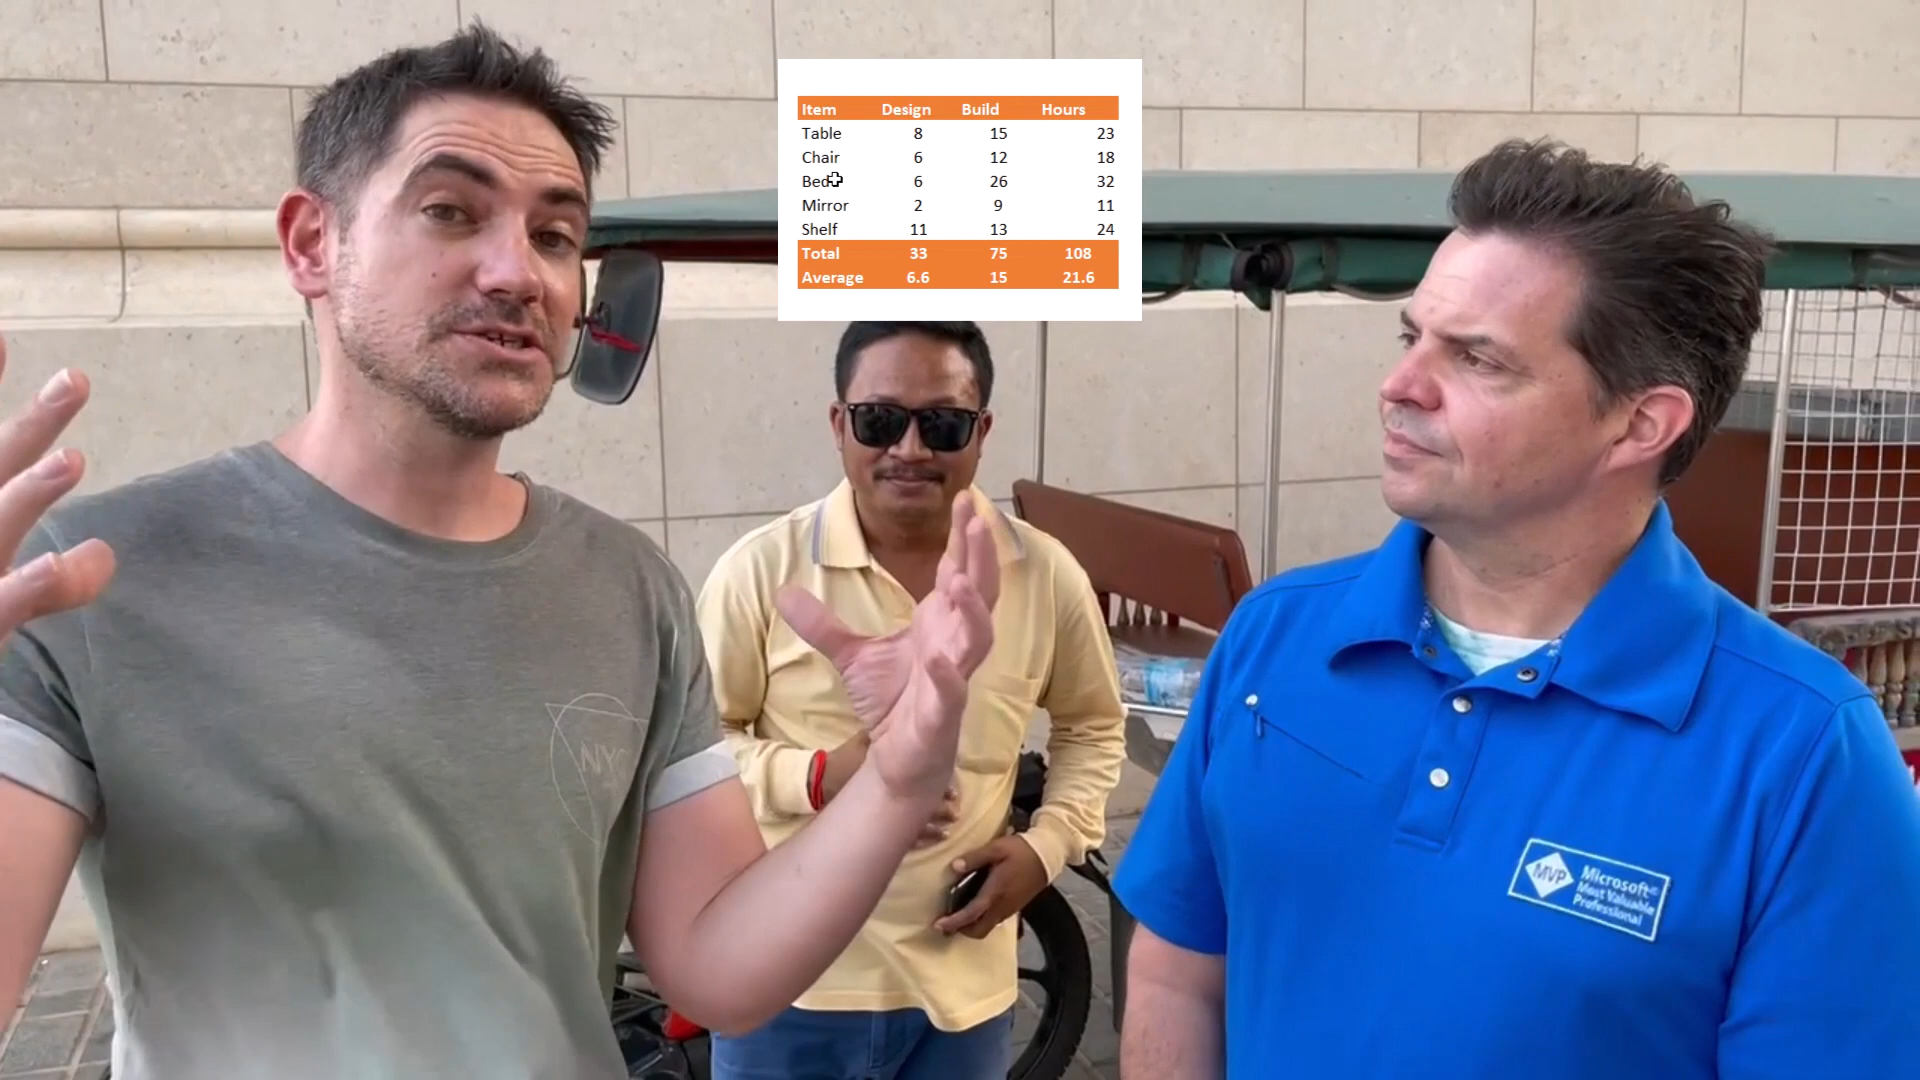 Item Design Build Hours
Table 8 15 23
Chair 6 12 18
Bed 6 26 32
Mirror 2 9 11
Shelf 11 13 24
Total 33 75 108
Average 6.6 15 21.6
NYC
MVP
Microsoft®
Most Valuable
Professional